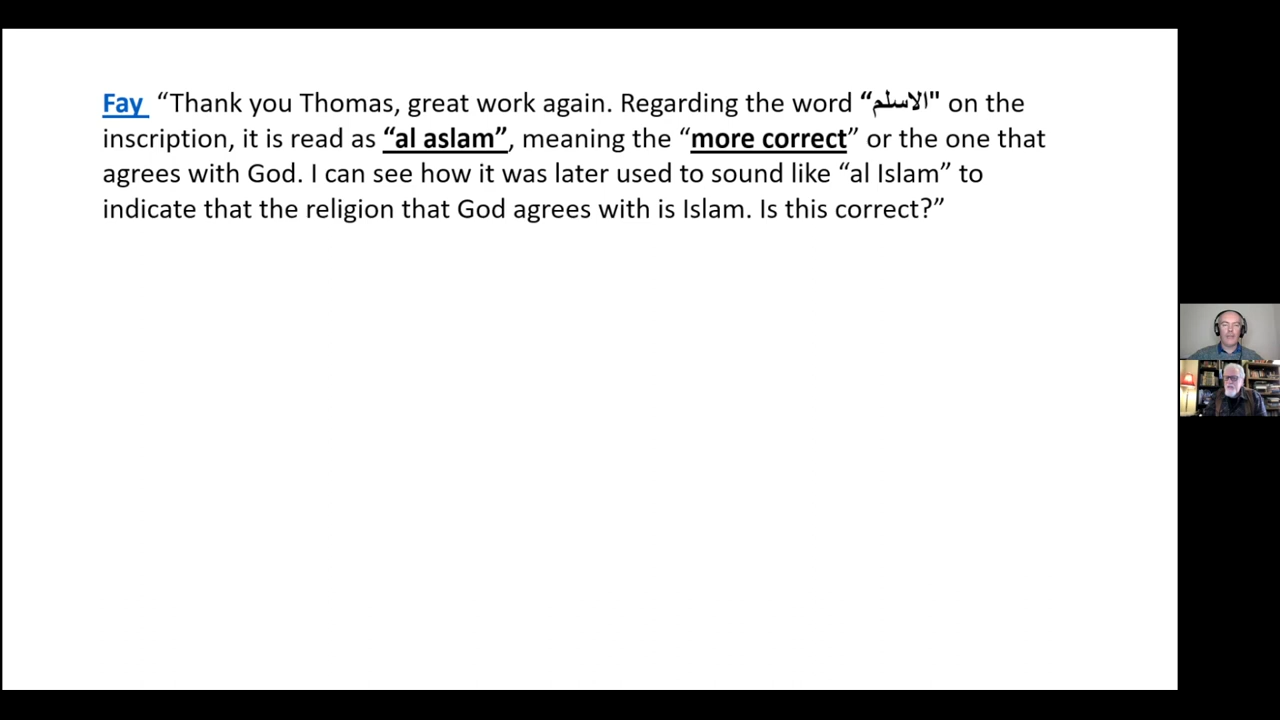 Fay “Thank you Thomas, great work again. Regarding the word “الاسلم" on the
inscription, it is read as “al aslam”, meaning the “more correct” or the one that
agrees with God. I can see how it was later used to sound like “al Islam” to
indicate that the religion that God agrees with is Islam. Is this correct?”